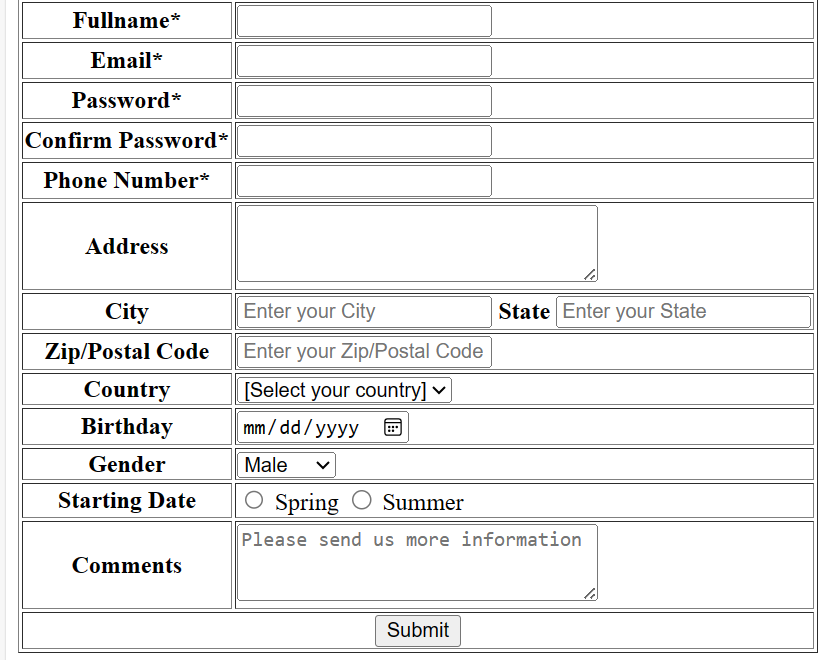 Fullname*
Email*
Password*
Confirm Password*
Phone Number*
Address
City Enter your City State Enter your State
Zip/Postal Code Enter your Zip/Postal Code
Country [Select your country]
Birthday mm/dd/yyyy
Gender Male
Starting Date Spring Summer
Comments Please send us more information
Submit